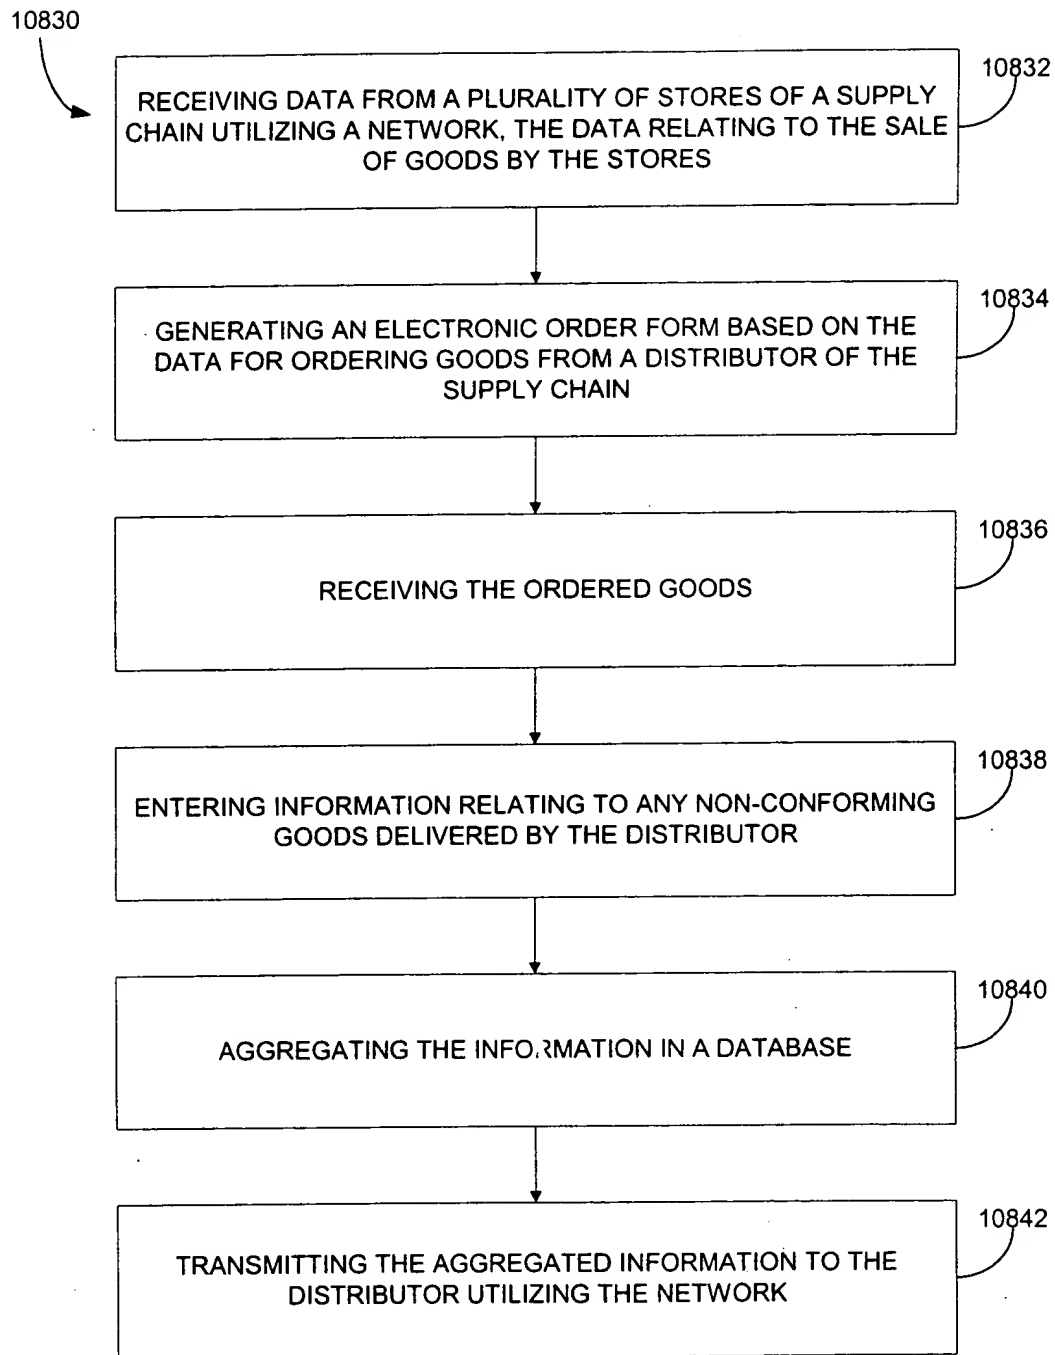 10830
10832
RECEIVING DATA FROM A PLURALITY OF STORES OF A SUPPLY
CHAIN UTILIZING A NETWORK, THE DATA RELATING TO THE SALE
OF GOODS BY THE STORES
10834
GENERATING AN ELECTRONIC ORDER FORM BASED ON THE
DATA FOR ORDERING GOODS FROM A DISTRIBUTOR OF THE
SUPPLY CHAIN
10836
RECEIVING THE ORDERED GOODS
10838
ENTERING INFORMATION RELATING TO ANY NON-CONFORMING
GOODS DELIVERED BY THE DISTRIBUTOR
10840
AGGREGATING THE INFORMATION IN A DATABASE
10842
TRANSMITTING THE AGGREGATED INFORMATION TO THE
DISTRIBUTOR UTILIZING THE NETWORK